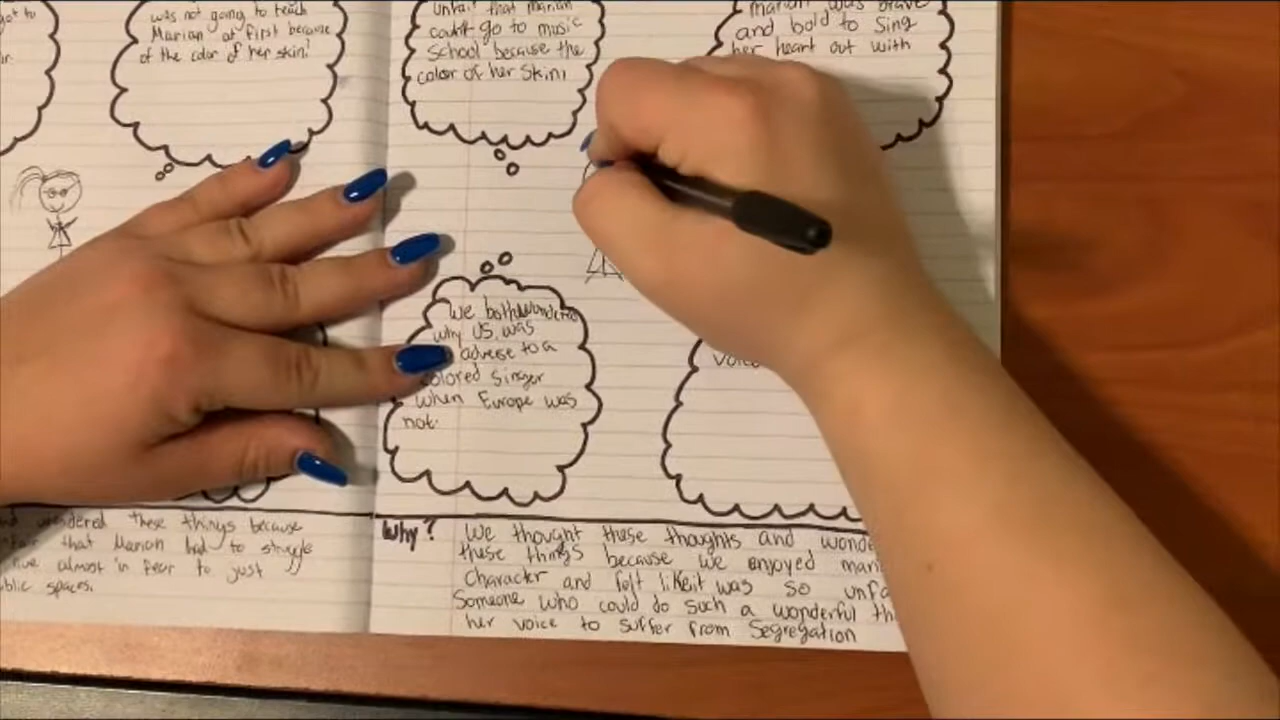 got to
was not going to teach
Marian at first because
of the color of her skin!
unfair that marian
couldn't go to music
School because the
color of her Skin!
marian was brave
and bold to Sing
her heart out with
We both wondered
why US. was
adverse to a
colored singer
when Europe was
not.
voice
wondered these things because
that Marian had to struggle
live almost in fear to just
spaces.
Why? We thought these thoughts and
these things because we enjoyed
Character and felt like it was so
Someone who could do such a wonderful
her voice to suffer from Segregation